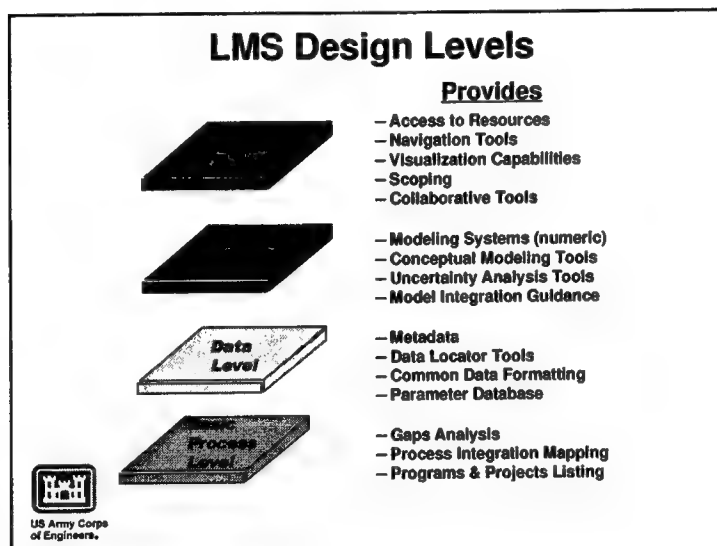 LMS Design Levels
Provides
– Access to Resources
– Navigation Tools
– Visualization Capabilities
– Scoping
– Collaborative Tools
– Modeling Systems (numeric)
– Conceptual Modeling Tools
– Uncertainty Analysis Tools
– Model Integration Guidance
Data
Level
– Metadata
– Data Locator Tools
– Common Data Formatting
– Parameter Database
Process
Level
– Gaps Analysis
– Process Integration Mapping
– Programs & Projects Listing
US Army Corps
of Engineers.